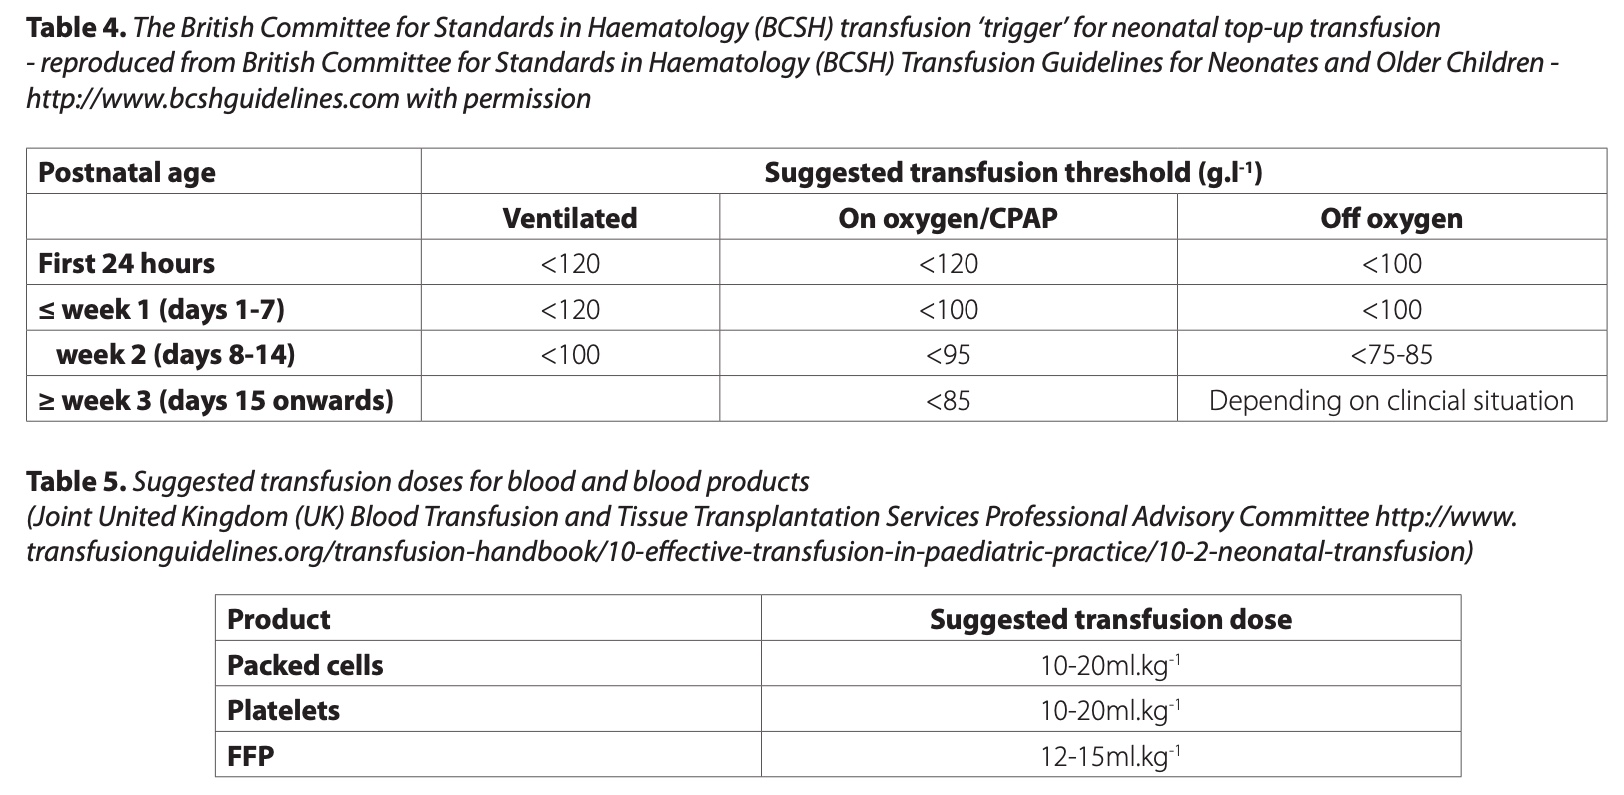 Table 4. The British Committee for Standards in Haematology (BCSH) transfusion ‘trigger’ for neonatal top-up transfusion
- reproduced from British Committee for Standards in Haematology (BCSH) Transfusion Guidelines for Neonates and Older Children -
http://www.bcshguidelines.com with permission
Postnatal age Suggested transfusion threshold (g.l⁻¹)
Ventilated On oxygen/CPAP Off oxygen
First 24 hours <120 <120 <100
≤ week 1 (days 1-7) <120 <100 <100
week 2 (days 8-14) <100 <95 <75-85
≥ week 3 (days 15 onwards) <85 Depending on clincial situation
Table 5. Suggested transfusion doses for blood and blood products
(Joint United Kingdom (UK) Blood Transfusion and Tissue Transplantation Services Professional Advisory Committee http://www.
transfusionguidelines.org/transfusion-handbook/10-effective-transfusion-in-paediatric-practice/10-2-neonatal-transfusion)
Product Suggested transfusion dose
Packed cells 10-20ml.kg⁻¹
Platelets 10-20ml.kg⁻¹
FFP 12-15ml.kg⁻¹